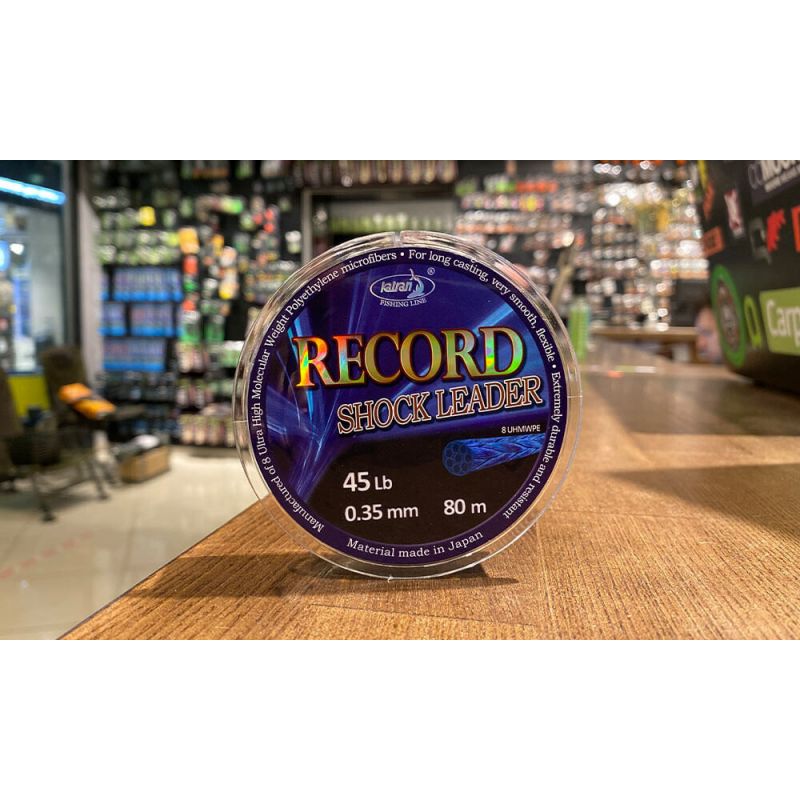 Manufactured of 8 Ultra High Molecular Weight Polyethylene microfibers • For long casting, very smooth, flexible • Extremely durable and resistant
Katran®
FISHING LINE
RECORD
SHOCK LEADER
8 UHMWPE
45 Lb
0.35 mm 80 m
Material made in Japan
Carp